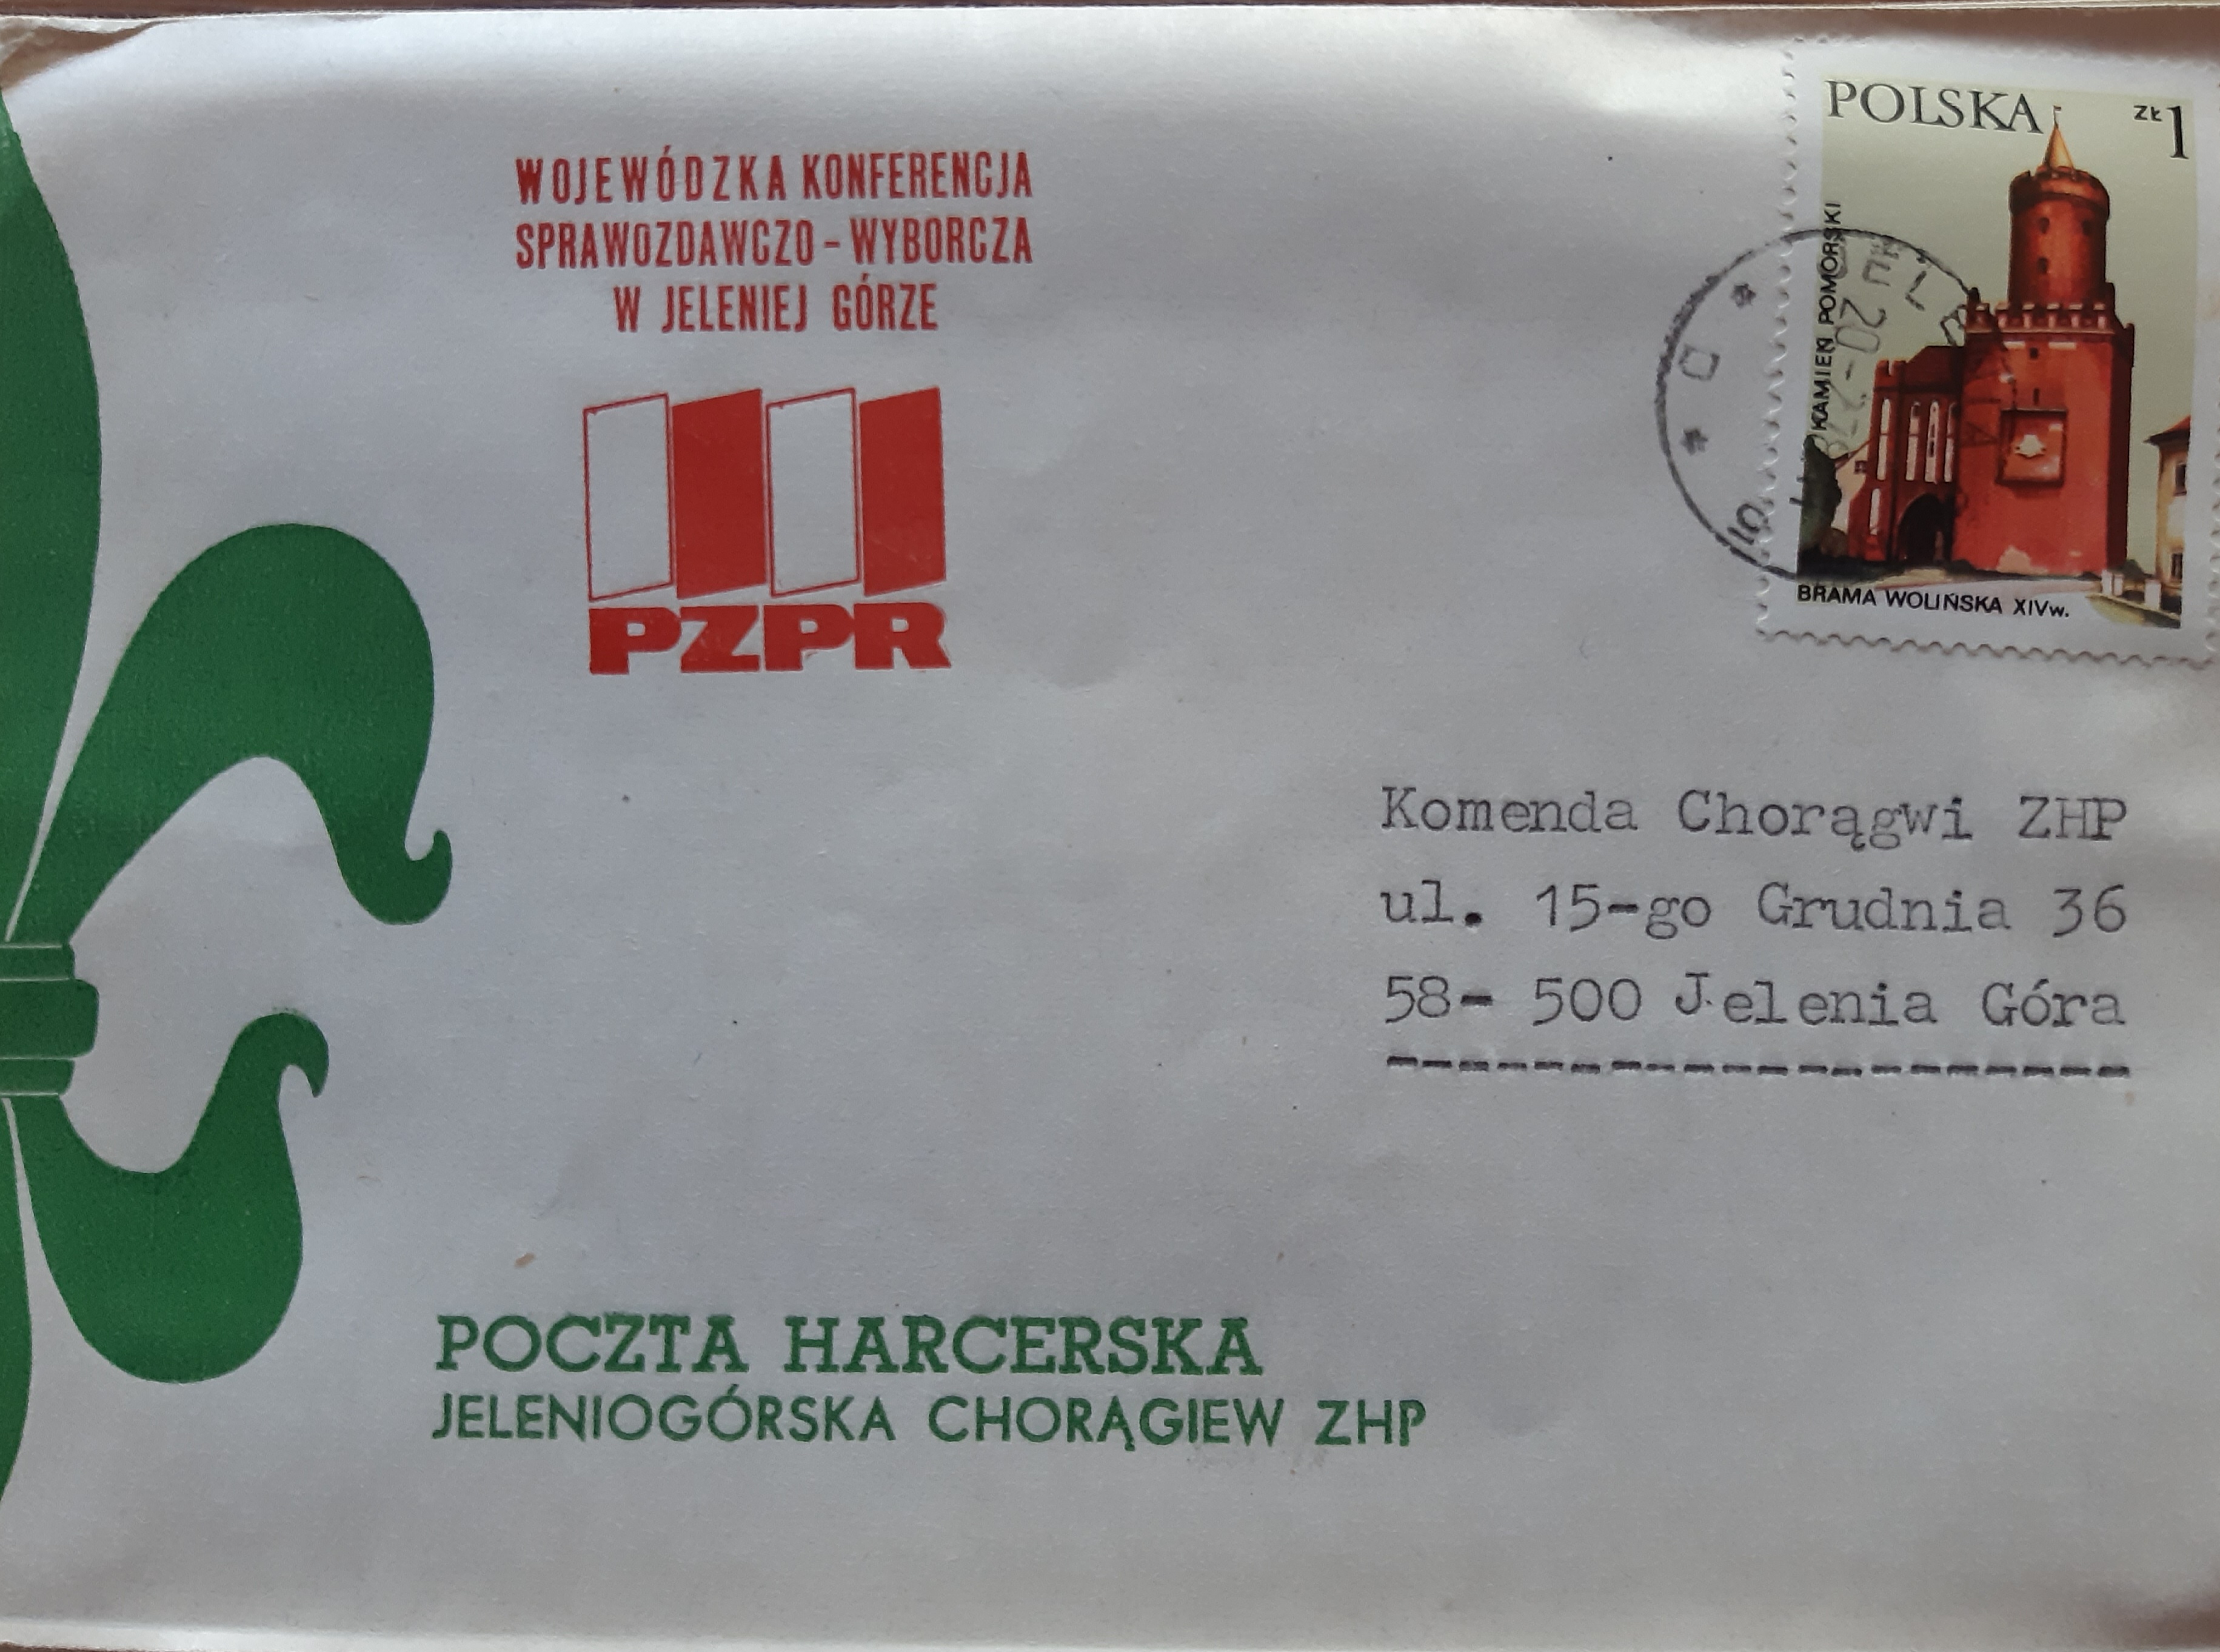 WOJEWÓDZKA KONFERENCJA
SPRAWOZDAWCZO - WYBORCZA
W JELENIEJ GÓRZE
PZPR
POLSKA ZŁ 1
KAMIEŃ POMORSKI
BRAMA WOLIŃSKA XIVw.
Komenda Chorągwi ZHP
ul. 15-go Grudnia 36
58- 500 Jelenia Góra
--------------------
POCZTA HARCERSKA
JELENIOGÓRSKA CHORĄGIEW ZHP